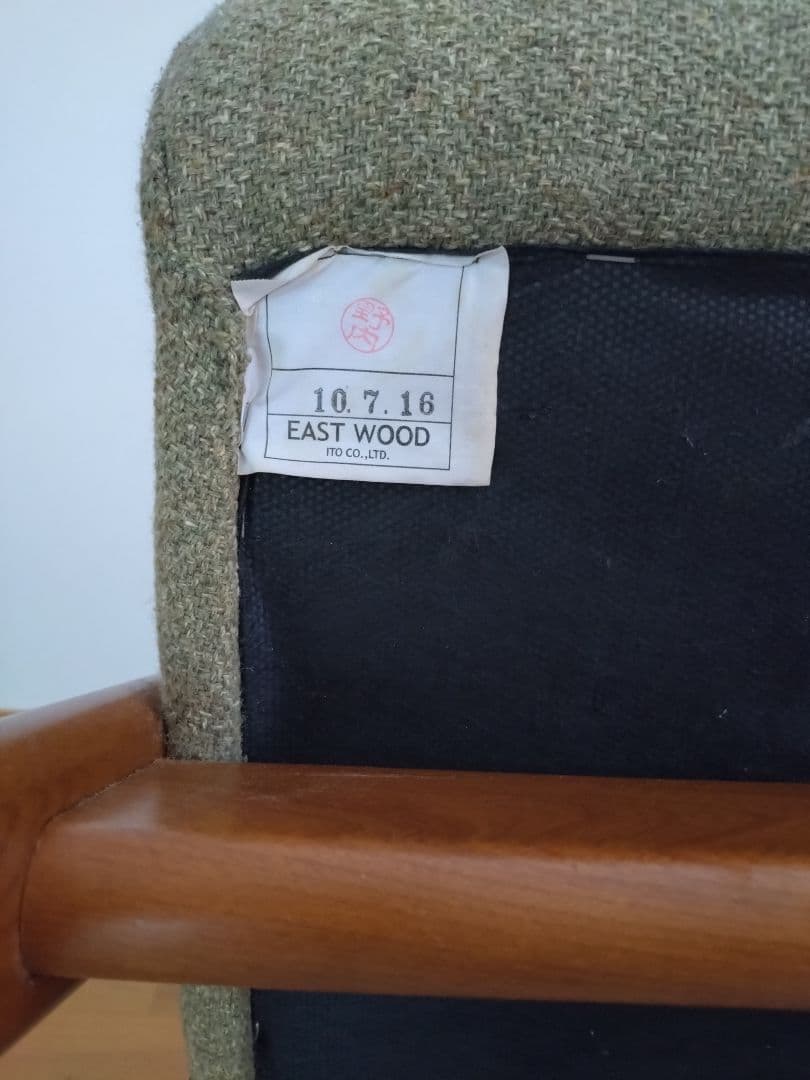 10.7.16
EAST WOOD
ITO CO.,LTD.